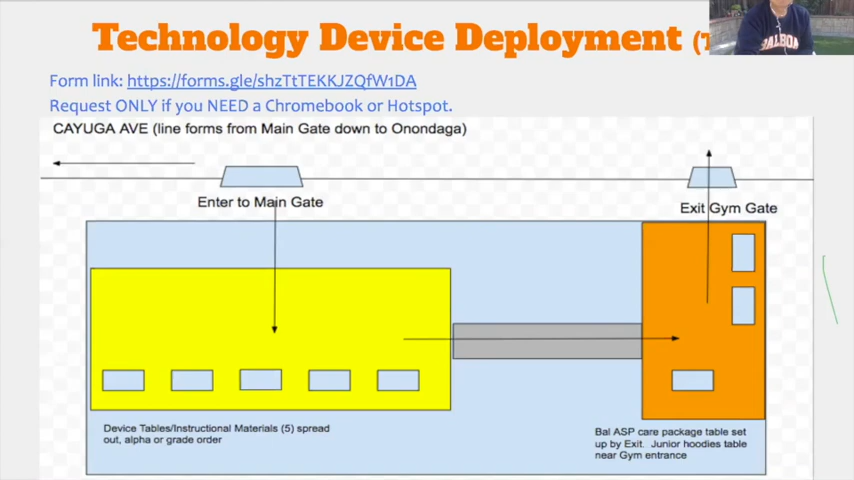 Technology Device Deployment
Form link: https://forms.gle/shzTtTEKKJZQfW1DA
Request ONLY if you NEED a Chromebook or Hotspot.
CAYUGA AVE (line forms from Main Gate down to Onondaga)
Enter to Main Gate
Exit Gym Gate
Device Tables/Instructional Materials (5) spread
out, alpha or grade order
Bal ASP care package table set
up by Exit. Junior hoodies table
near Gym entrance